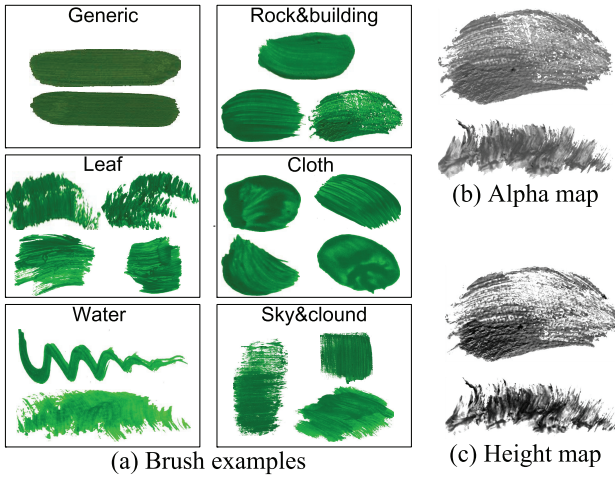 Generic
Rock&building
Leaf
Cloth
Water
Sky&clound
(a) Brush examples
(b) Alpha map
(c) Height map